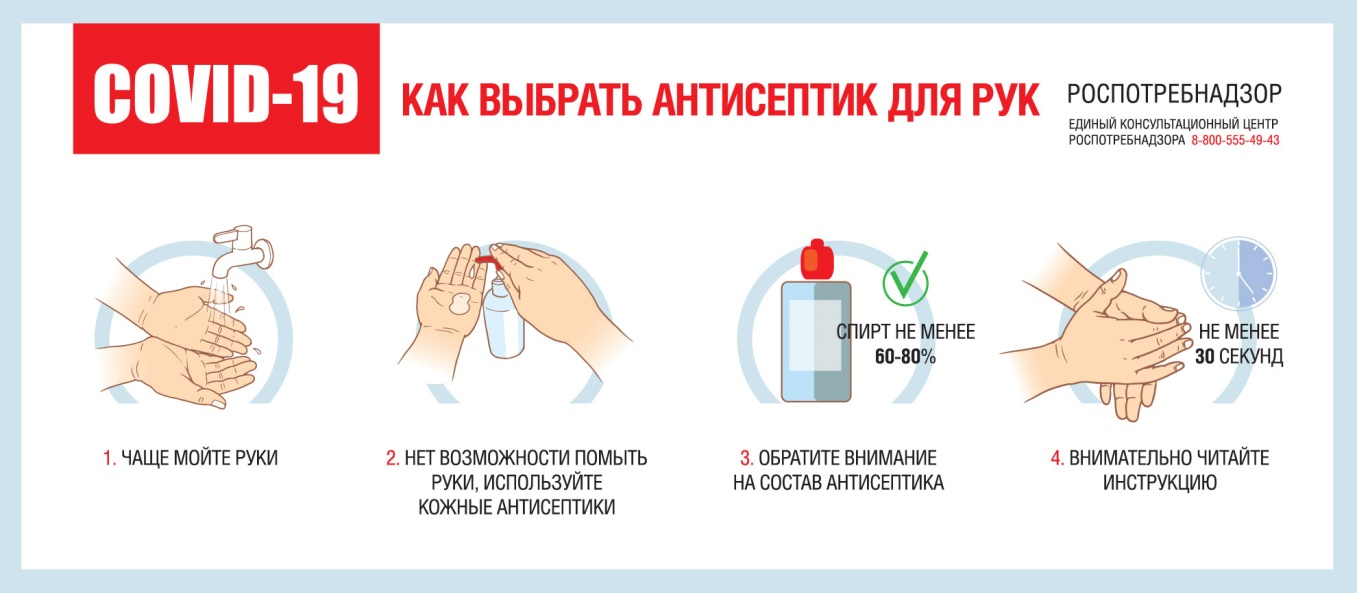 COVID-19
КАК ВЫБРАТЬ АНТИСЕПТИК ДЛЯ РУК
РОСПОТРЕБНАДЗОР
ЕДИНЫЙ КОНСУЛЬТАЦИОННЫЙ ЦЕНТР
РОСПОТРЕБНАДЗОРА 8-800-555-49-43
1. ЧАЩЕ МОЙТЕ РУКИ
2. НЕТ ВОЗМОЖНОСТИ ПОМЫТЬ
РУКИ, ИСПОЛЬЗУЙТЕ
КОЖНЫЕ АНТИСЕПТИКИ
СПИРТ НЕ МЕНЕЕ
60-80%
3. ОБРАТИТЕ ВНИМАНИЕ
НА СОСТАВ АНТИСЕПТИКА
НЕ МЕНЕЕ
30 СЕКУНД
4. ВНИМАТЕЛЬНО ЧИТАЙТЕ
ИНСТРУКЦИЮ